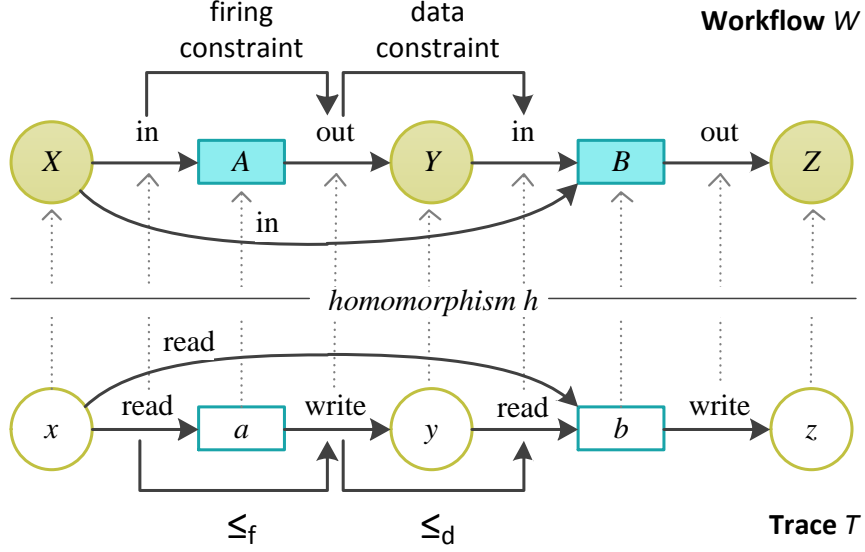 firing
constraint
data
constraint
Workflow W
in
out
in
out
X
A
Y
B
Z
in
homomorphism h
read
read
write
read
write
x
a
y
b
z
≤f
≤d
Trace T